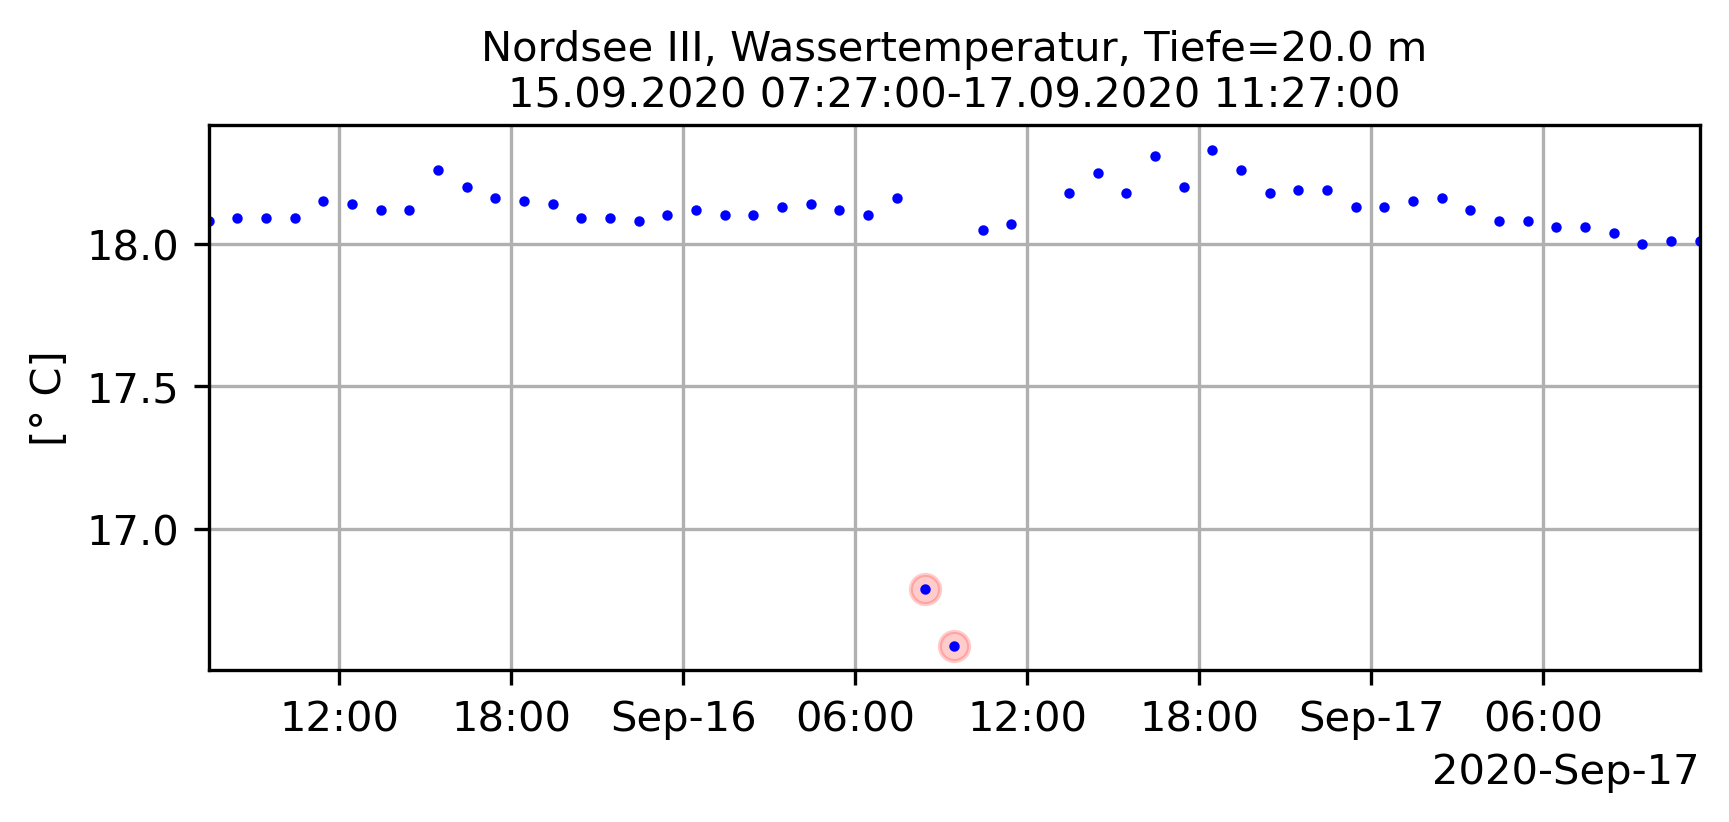 Nordsee III, Wassertemperatur, Tiefe=20.0 m
15.09.2020 07:27:00-17.09.2020 11:27:00
[° C]
18.0
17.5
17.0
12:00 18:00 Sep-16 06:00 12:00 18:00 Sep-17 06:00
2020-Sep-17